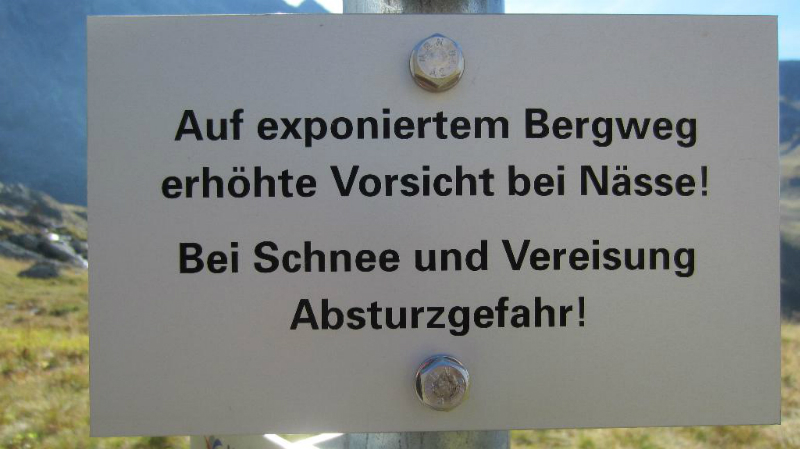 Auf exponiertem Bergweg
erhöhte Vorsicht bei Nässe!
Bei Schnee und Vereisung
Absturzgefahr!